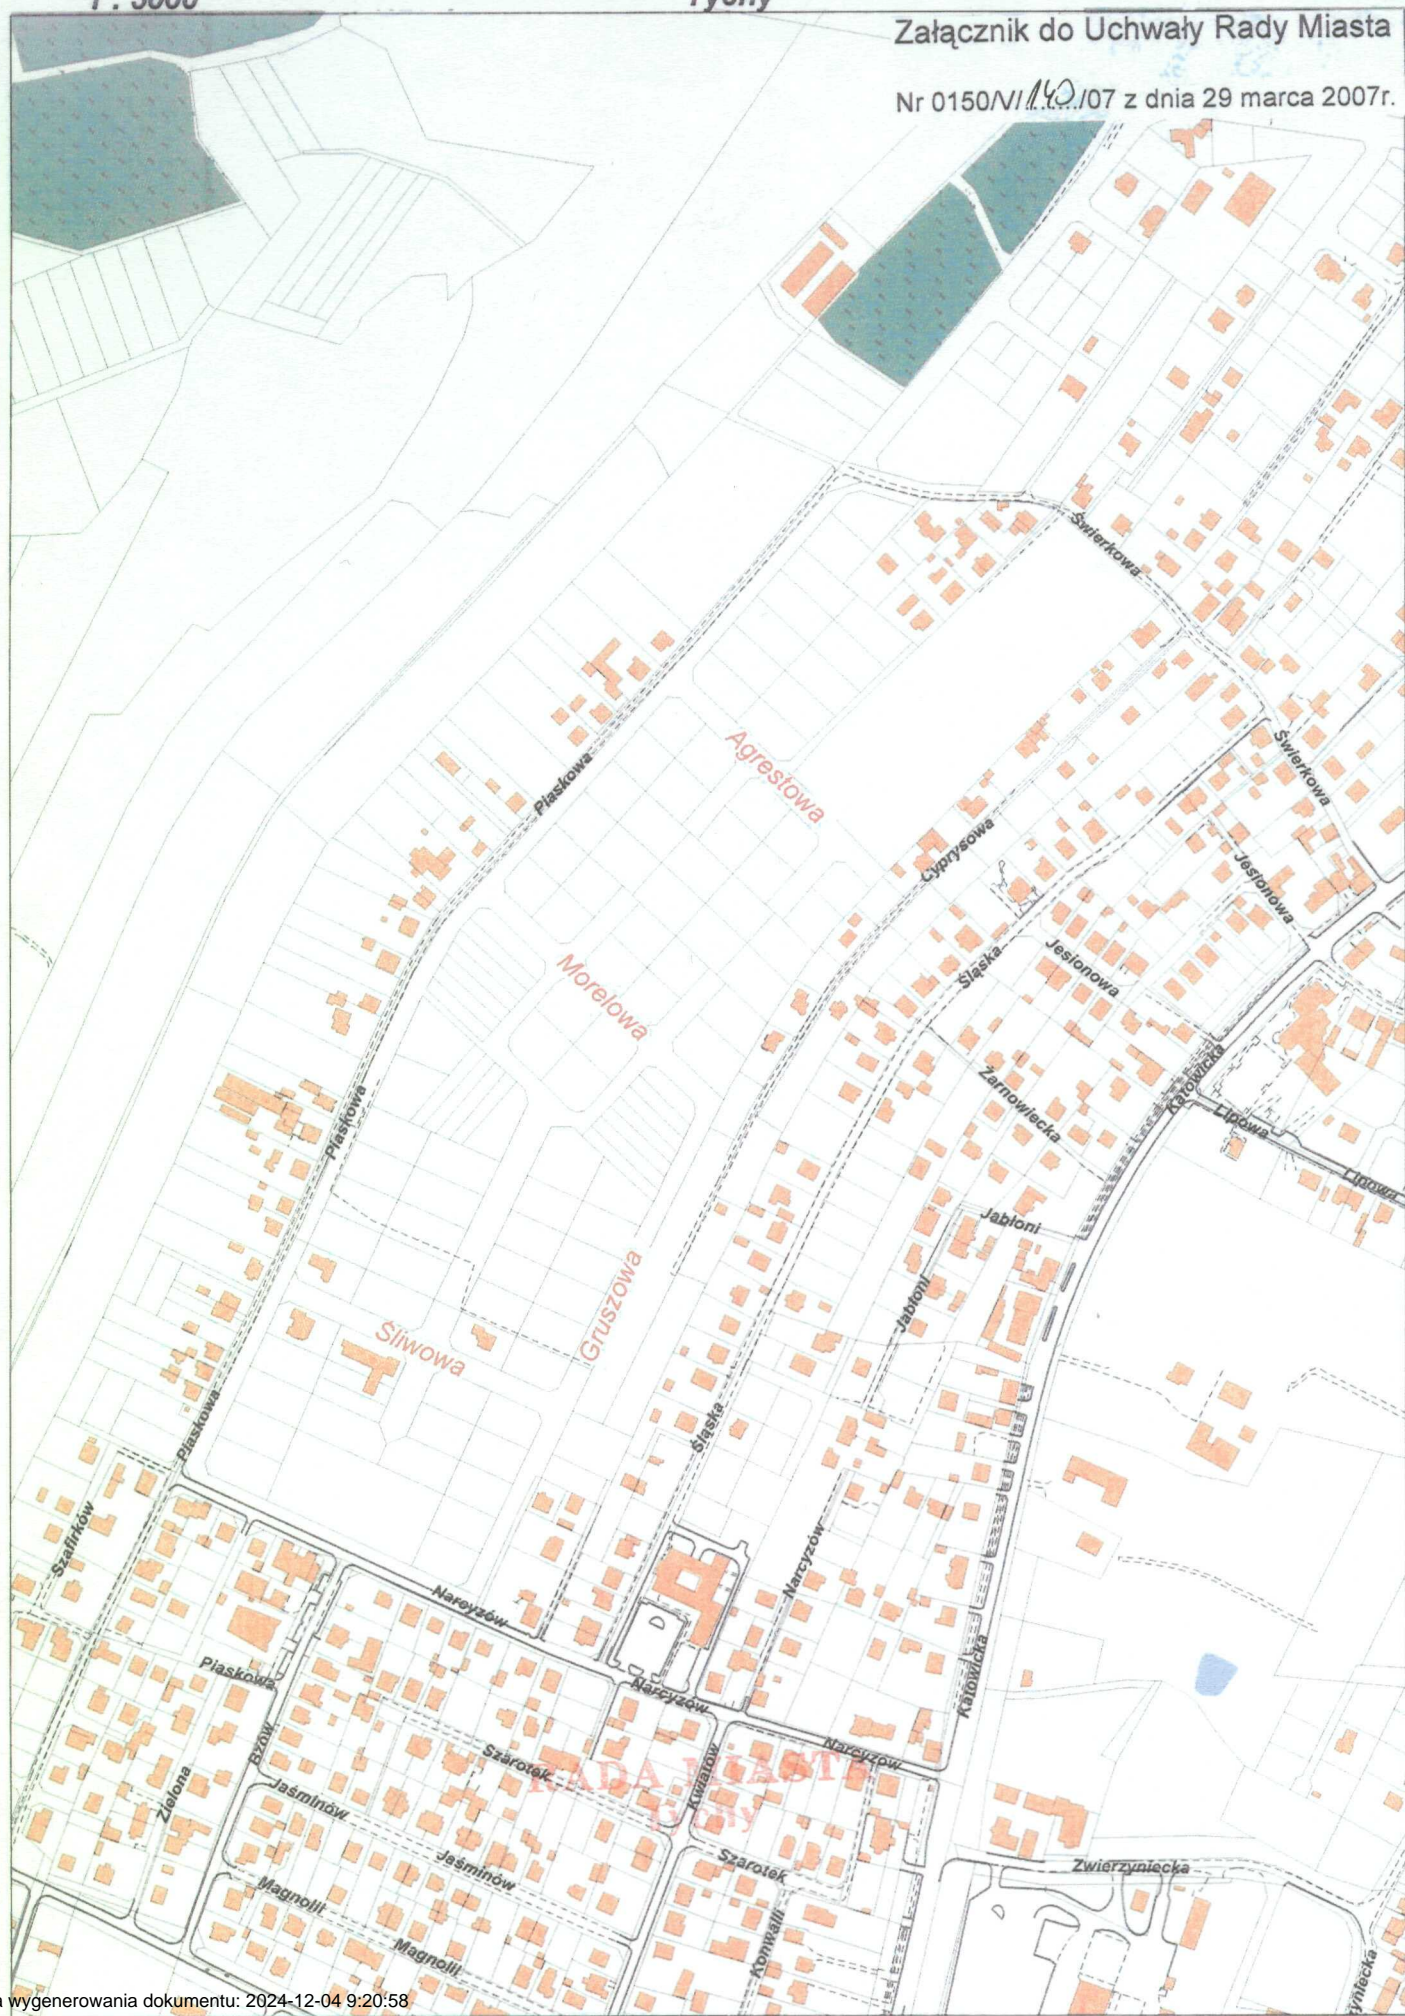 Tychy
Załącznik do Uchwały Rady Miasta
Nr 0150/V/140/07 z dnia 29 marca 2007r.
Świerkowa
Świerkowa
Agrestowa
Piaskowa
Cyprysowa
Jesionowa
Morelowa
Śląska
Jesionowa
Piaskowa
Żarnowiecka
Katowicka
Lipowa
Lipowa
Jabłoni
Jabłoni
Gruszowa
Śliwowa
Piaskowa
Śląska
Szafirków
Narcyzów
Narcyzów
Piaskowa
Katowicka
Narcyzów
Narcyzów
Bzów
Szarotek
Kwiatów
RADA MIASTA
Tychy
Zielona
Jaśminów
Jaśminów
Szarotek
Zwierzyniecka
Magnolii
Magnolii
Konwalii
yniecka
a wygenerowania dokumentu: 2024-12-04 9:20:58